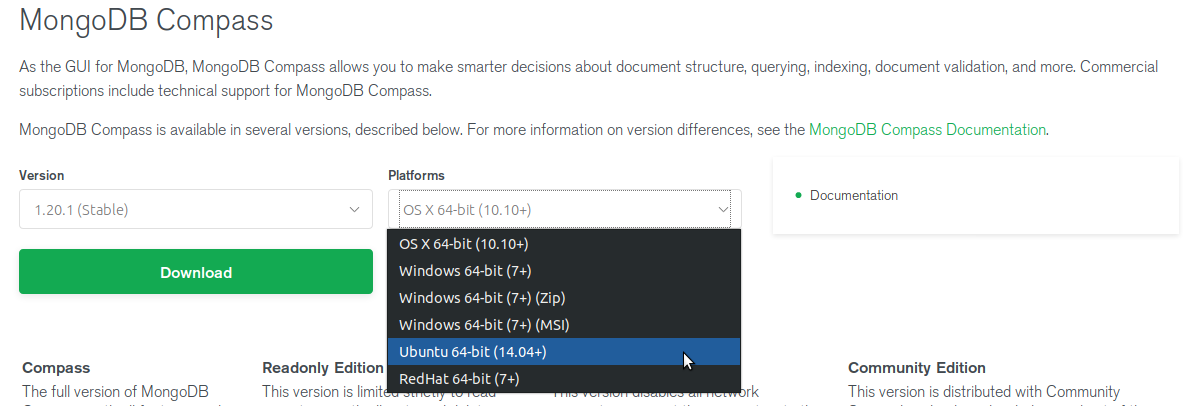 MongoDB Compass
As the GUI for MongoDB, MongoDB Compass allows you to make smarter decisions about document structure, querying, indexing, document validation, and more. Commercial
subscriptions include technical support for MongoDB Compass.
MongoDB Compass is available in several versions, described below. For more information on version differences, see the MongoDB Compass Documentation.
Version
1.20.1 (Stable)
Download
Platforms
OS X 64-bit (10.10+)
OS X 64-bit (10.10+)
Windows 64-bit (7+)
Windows 64-bit (7+) (Zip)
Windows 64-bit (7+) (MSI)
Ubuntu 64-bit (14.04+)
RedHat 64-bit (7+)
Documentation
Compass
The full version of MongoDB
Readonly Edition
This version is limited strictly to read
This version disables all network
Community Edition
This version is distributed with Community